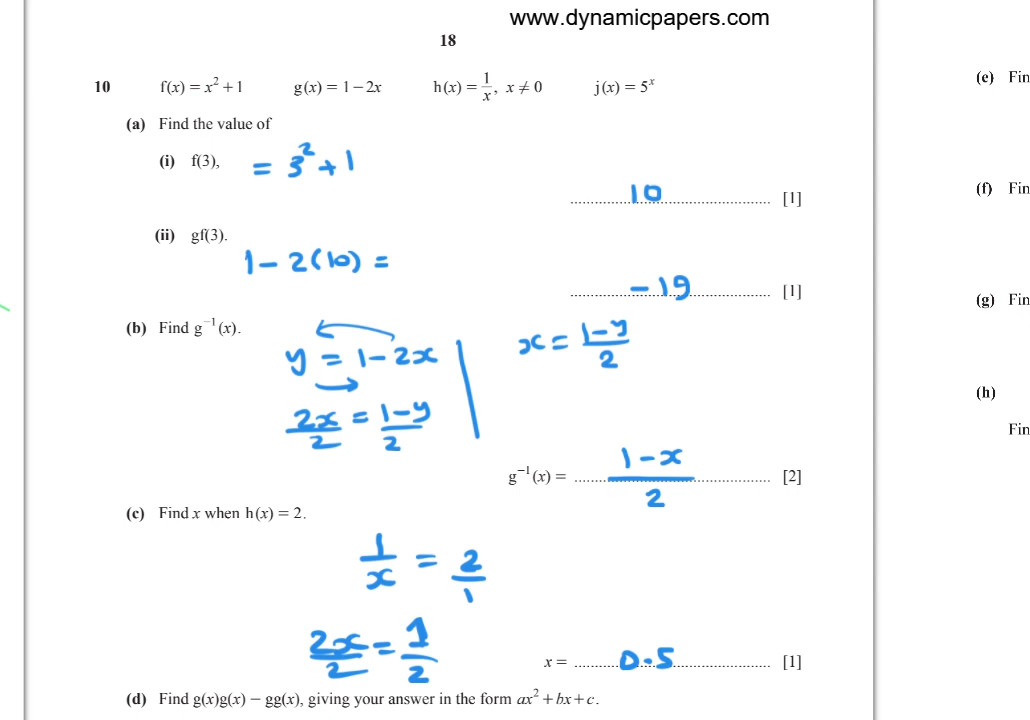 www.dynamicpapers.com
18
10 f(x) = x² + 1 g(x) = 1 − 2x h(x) = 1/x, x ≠ 0 j(x) = 5ˣ
(a) Find the value of
(i) f(3), = 3² + 1
10 [1]
(ii) gf(3).
1 − 2(10) =
−19 [1]
(b) Find g⁻¹(x).
y = 1 − 2x
2x/2 = 1−y/2
x = 1−y/2
g⁻¹(x) = 1−x/2 [2]
(c) Find x when h(x) = 2.
1/x = 2/1
2x/2 = 1/2
x = 0.5 [1]
(d) Find g(x)g(x) − gg(x), giving your answer in the form ax² + bx + c.
(e) Fin
(f) Fin
(g) Fin
(h)
Fin